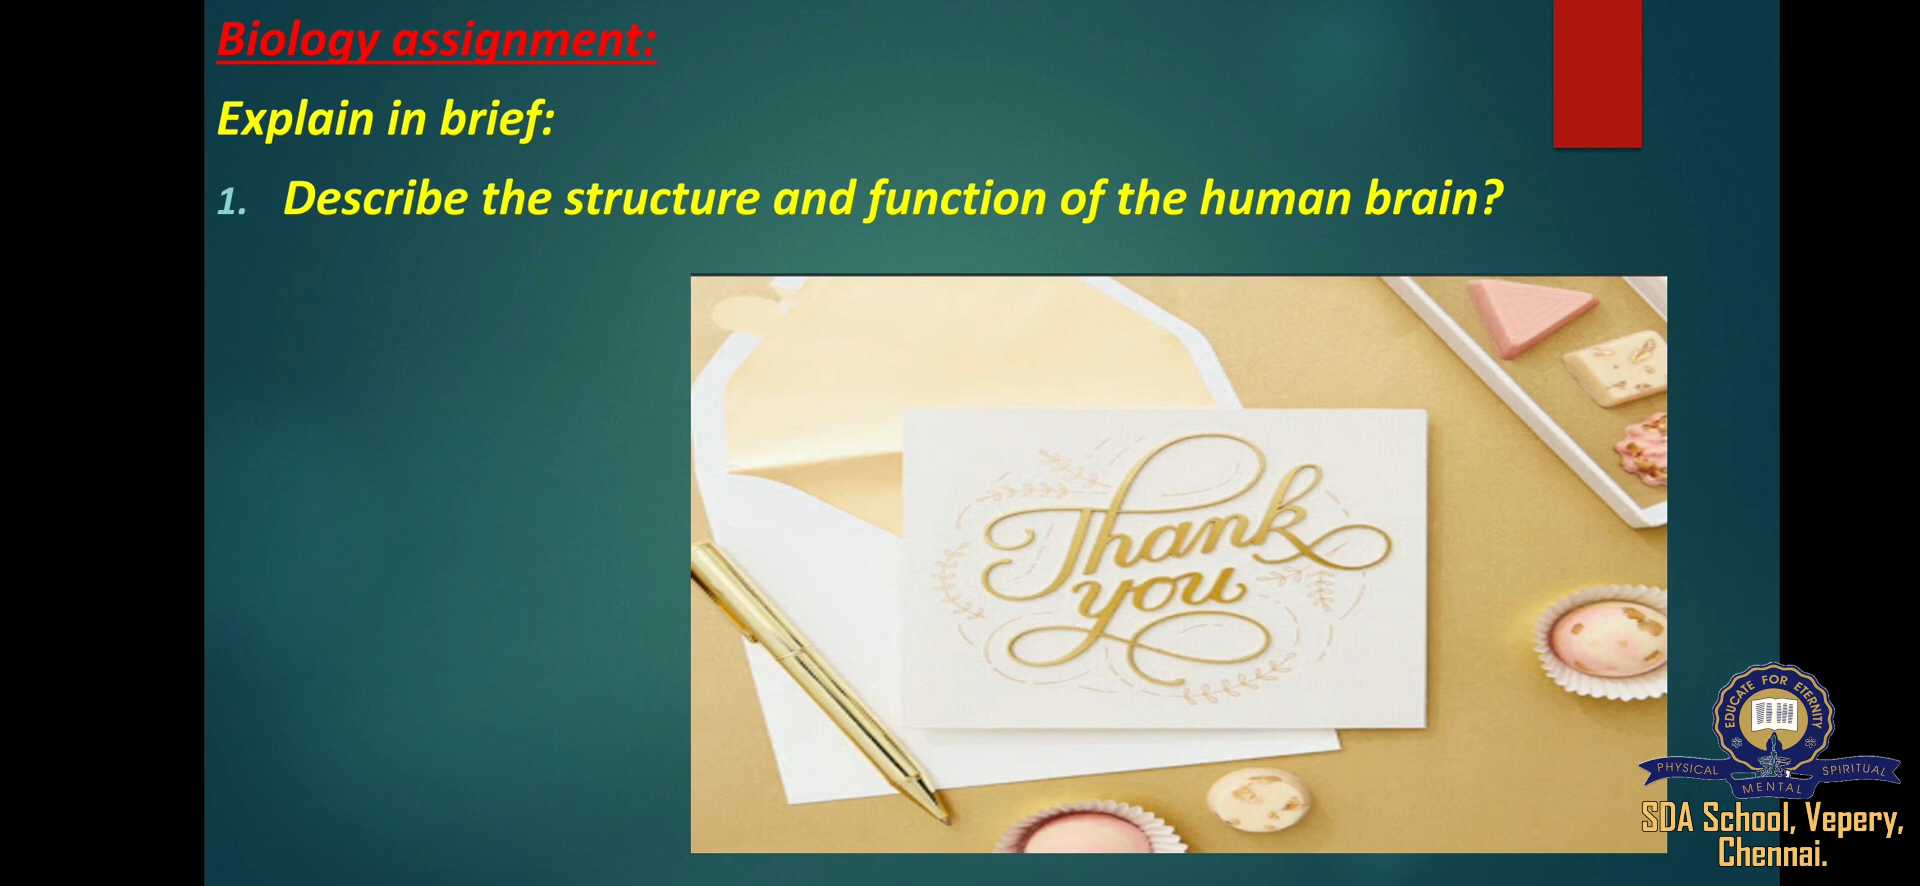 Biology assignment:
Explain in brief:
1. Describe the structure and function of the human brain?
Thank
you
EDUCATE FOR ETERNITY
PHYSICAL
MENTAL
SPIRITUAL
SDA School, Vepery,
Chennai.